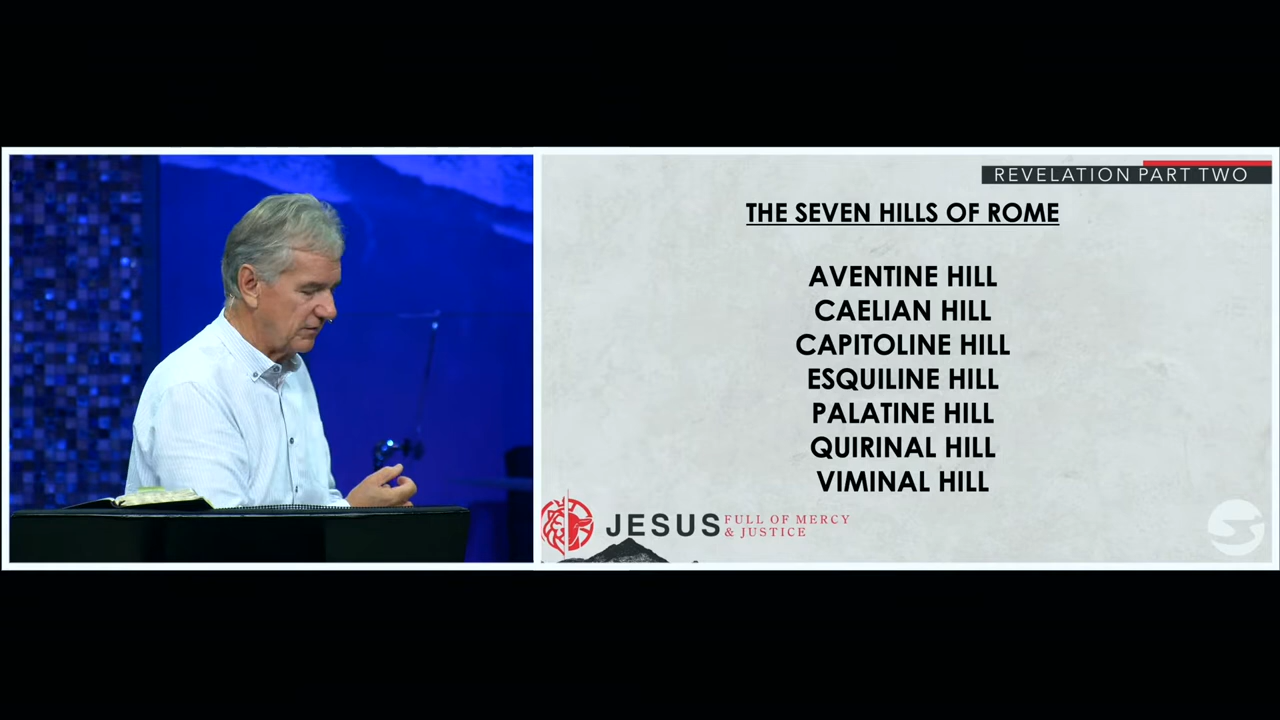 REVELATION PART TWO
THE SEVEN HILLS OF ROME
AVENTINE HILL
CAELIAN HILL
CAPITOLINE HILL
ESQUILINE HILL
PALATINE HILL
QUIRINAL HILL
VIMINAL HILL
JESUS FULL OF MERCY
& JUSTICE